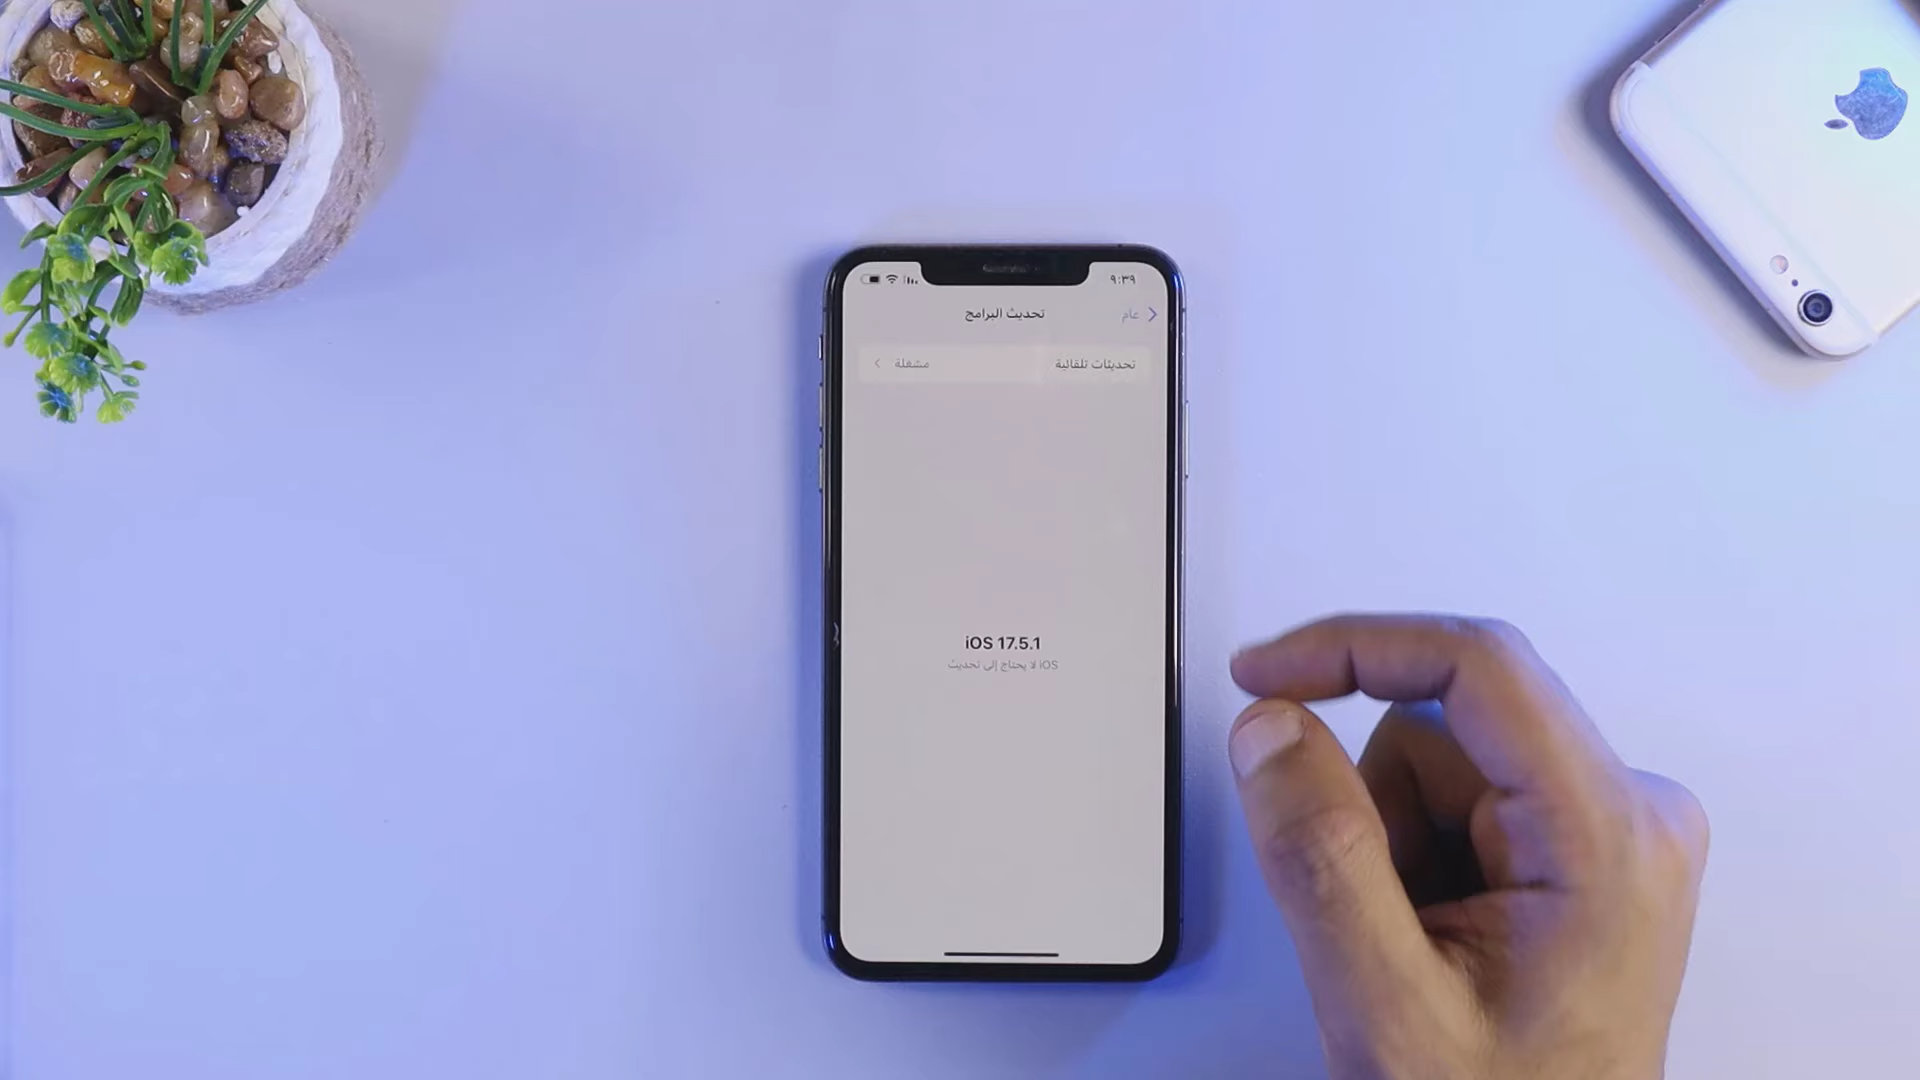 ٩:٣٩
عام
تحديث البرامج
تحديثات تلقائية
مشغلة
iOS 17.5.1
iOS لا يحتاج إلى تحديث